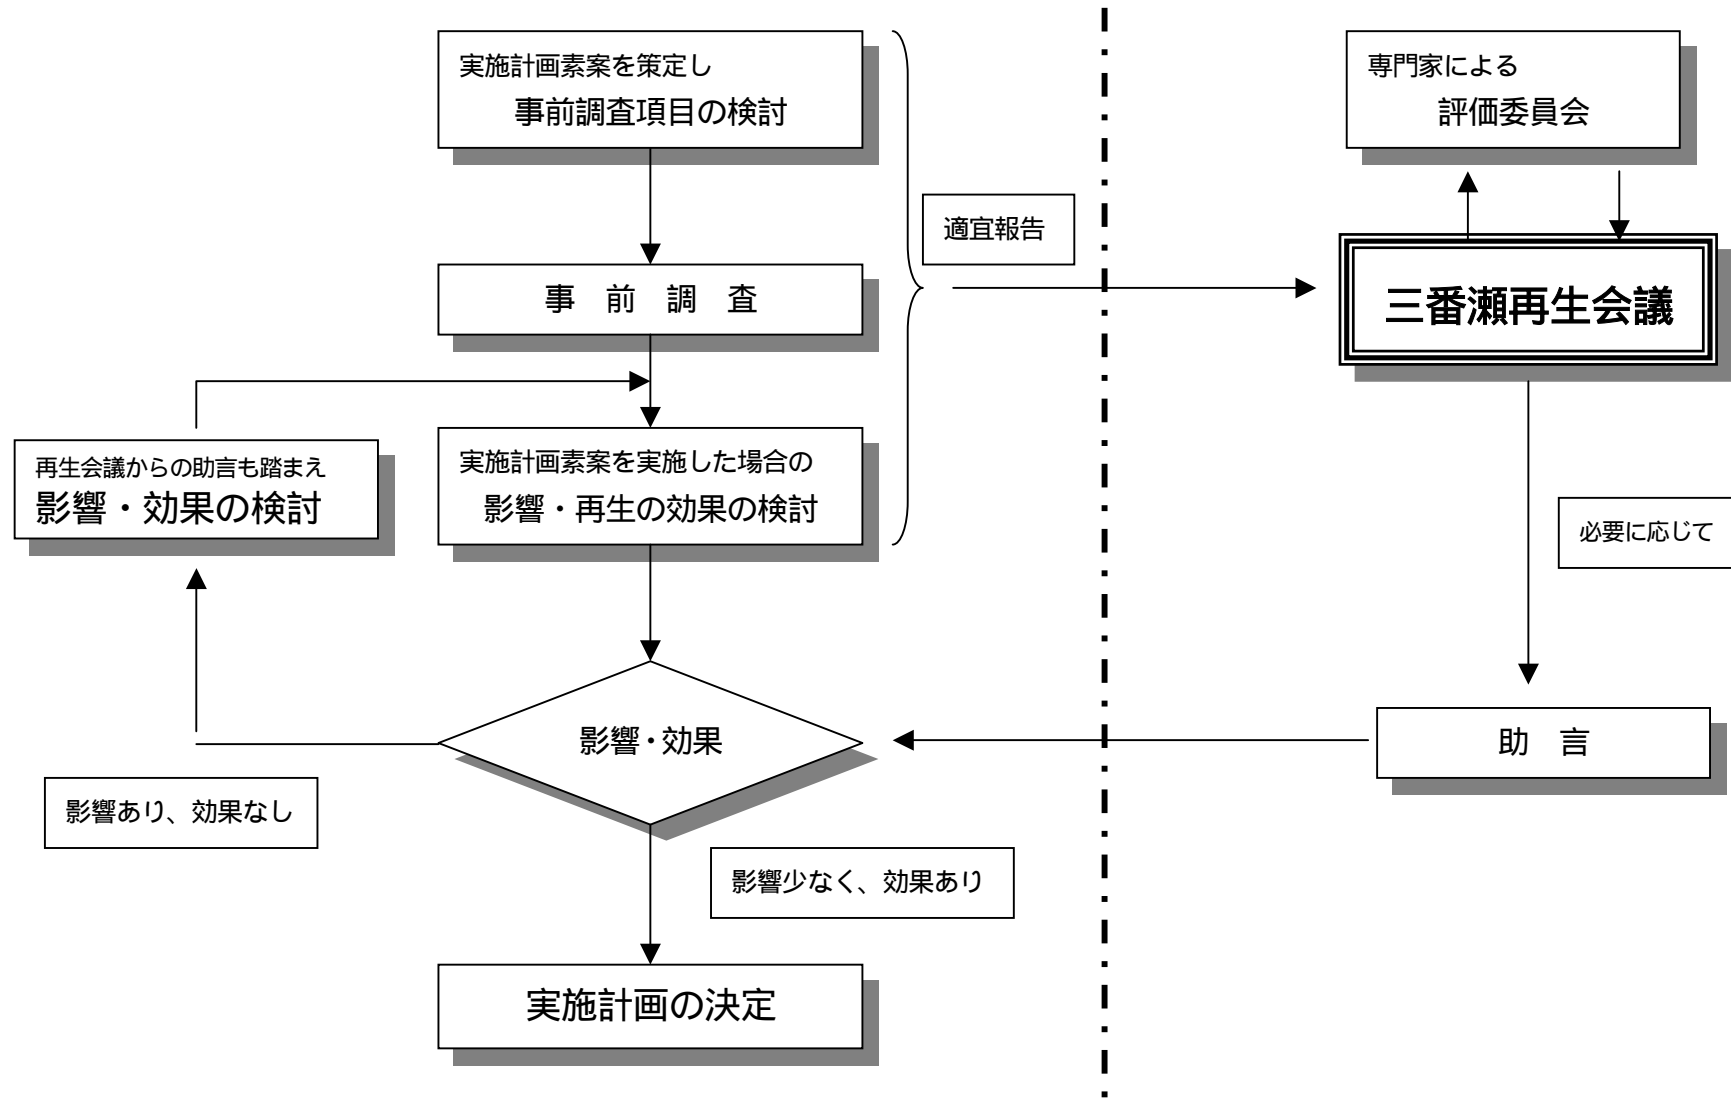 実施計画素案を策定し
事前調査項目の検討
専門家による
評価委員会
適宜報告
事　前　調　査
三番瀬再生会議
再生会議からの助言も踏まえ
影響・効果の検討
実施計画素案を実施した場合の
影響・再生の効果の検討
必要に応じて
影響・効果
助　言
影響あり、効果なし
影響少なく、効果あり
実施計画の決定